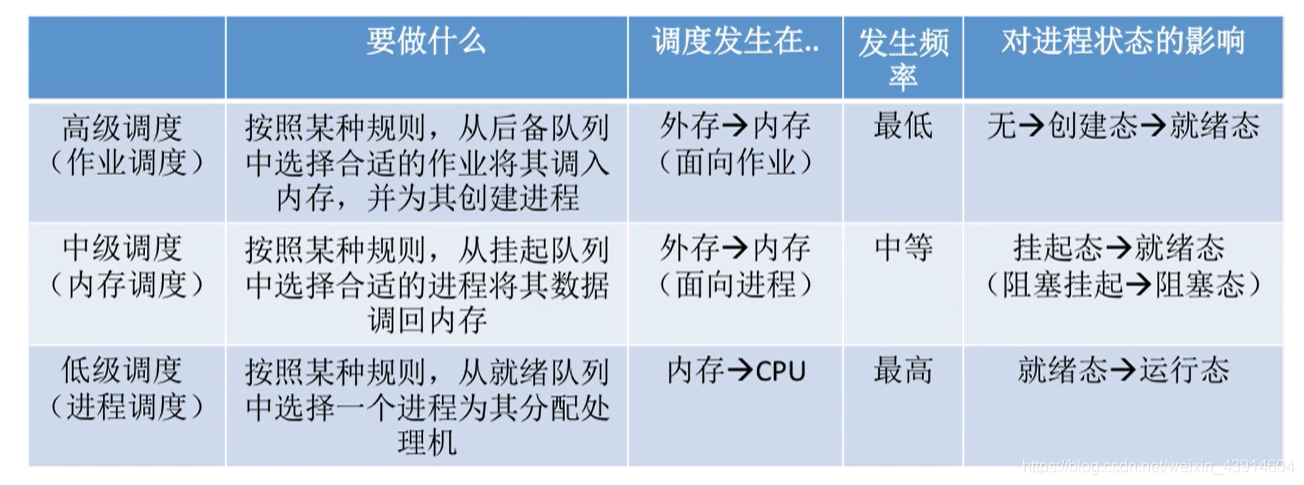 要做什么
调度发生在..
发生频
率
对进程状态的影响
高级调度
（作业调度）
按照某种规则，从后备队列
中选择合适的作业将其调入
内存，并为其创建进程
外存→内存
（面向作业）
最低
无→创建态→就绪态
中级调度
（内存调度）
按照某种规则，从挂起队列
中选择合适的进程将其数据
调回内存
外存→内存
（面向进程）
中等
挂起态→就绪态
（阻塞挂起→阻塞态）
低级调度
（进程调度）
按照某种规则，从就绪队列
中选择一个进程为其分配处
理机
内存→CPU
最高
就绪态→运行态
https://blog.csdn.net/weixin_43914604